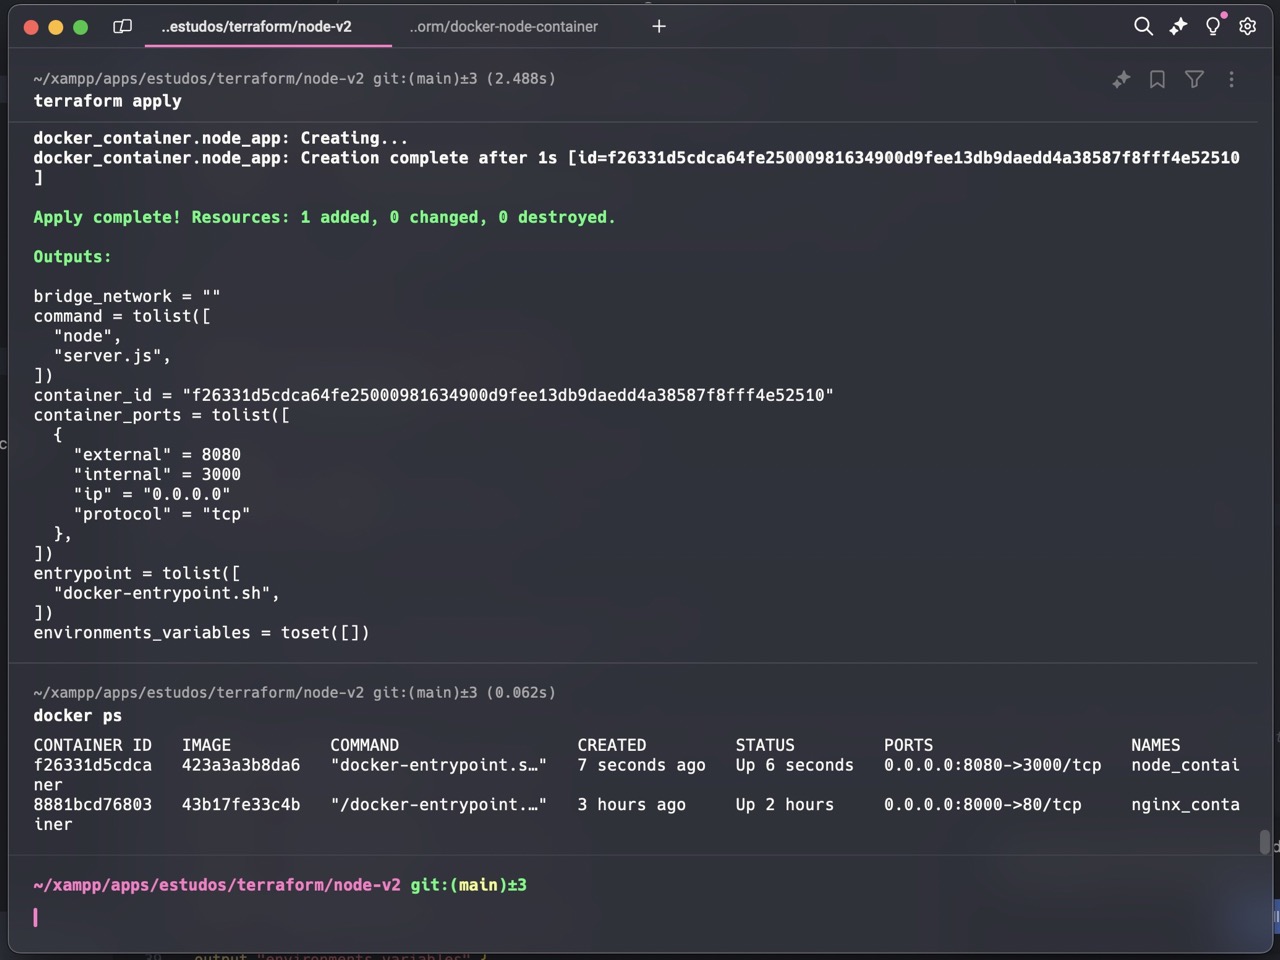 ..estudos/terraform/node-v2
..orm/docker-node-container
~/xampp/apps/estudos/terraform/node-v2 git:(main)±3 (2.488s)
terraform apply
docker_container.node_app: Creating...
docker_container.node_app: Creation complete after 1s [id=f26331d5cdca64fe25000981634900d9fee13db9daedd4a38587f8fff4e52510
]
Apply complete! Resources: 1 added, 0 changed, 0 destroyed.
Outputs:
bridge_network = ""
command = tolist([
  "node",
  "server.js",
])
container_id = "f26331d5cdca64fe25000981634900d9fee13db9daedd4a38587f8fff4e52510"
container_ports = tolist([
  {
    "external" = 8080
    "internal" = 3000
    "ip" = "0.0.0.0"
    "protocol" = "tcp"
  },
])
entrypoint = tolist([
  "docker-entrypoint.sh",
])
environments_variables = toset([])
~/xampp/apps/estudos/terraform/node-v2 git:(main)±3 (0.062s)
docker ps
CONTAINER ID   IMAGE          COMMAND                  CREATED         STATUS         PORTS                    NAMES
f26331d5cdca   423a3a3b8da6   "docker-entrypoint.s…"   7 seconds ago   Up 6 seconds   0.0.0.0:8080->3000/tcp   node_contai
ner
8881bcd76803   43b17fe33c4b   "/docker-entrypoint.…"   3 hours ago     Up 2 hours     0.0.0.0:8000->80/tcp     nginx_conta
iner
~/xampp/apps/estudos/terraform/node-v2 git:(main)±3
output "environments_variables" {